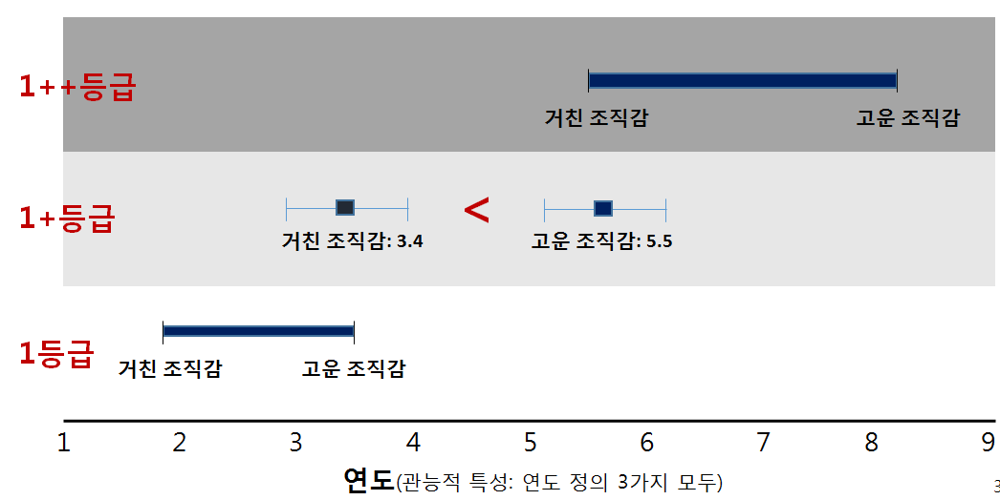 1++등급
거친 조직감 고운 조직감
1+등급
<
거친 조직감: 3.4 고운 조직감: 5.5
1등급
거친 조직감 고운 조직감
1 2 3 4 5 6 7 8 9
연도(관능적 특성: 연도 정의 3가지 모두)
3